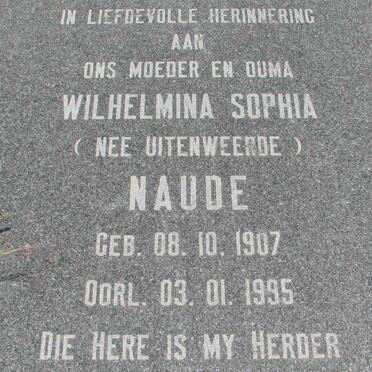 IN LIEFDEVOLLE HERINNERING
AAN
ONS MOEDER EN OUMA
WILHELMINA SOPHIA
( NEE UITENWEERDE )
NAUDE
GEB. 08. 10. 1907
OORL. 03. 01. 1995
DIE HERE IS MY HERDER